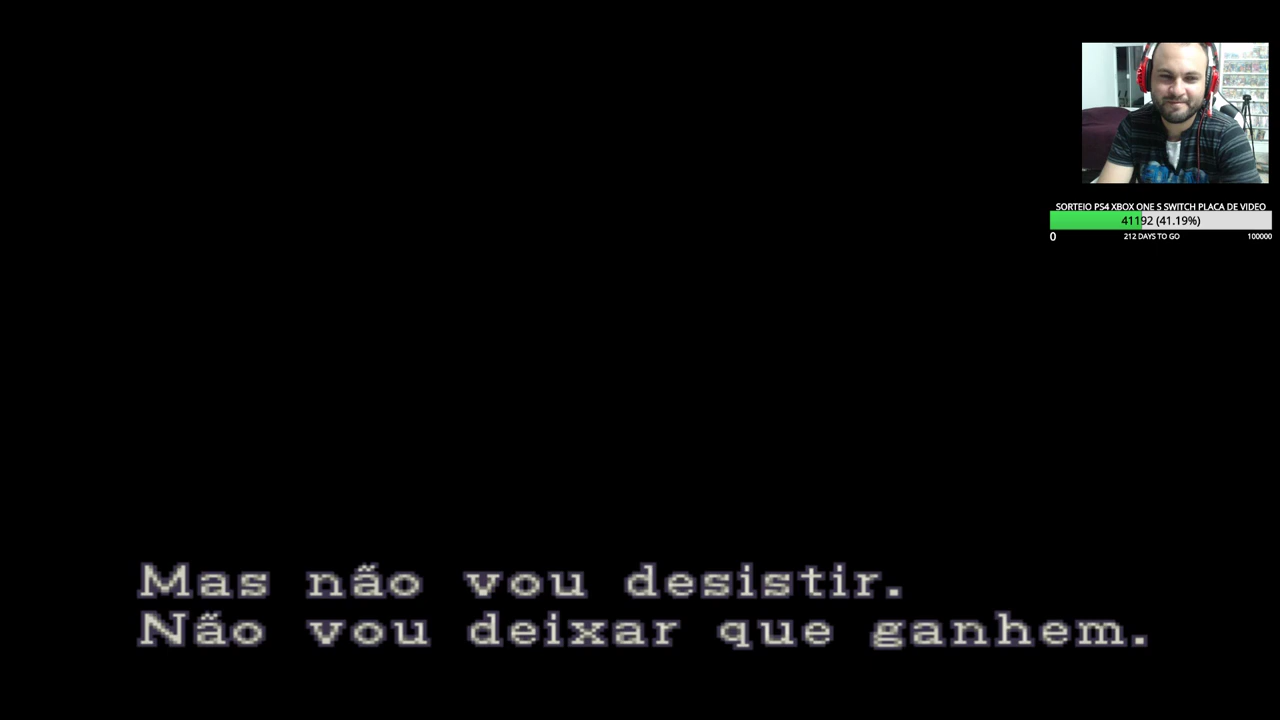 SORTEIO PS4 XBOX ONE S SWITCH PLACA DE VIDEO
41192 (41.19%)
0 212 DAYS TO GO 100000
Mas não vou desistir.
Não vou deixar que ganhem.